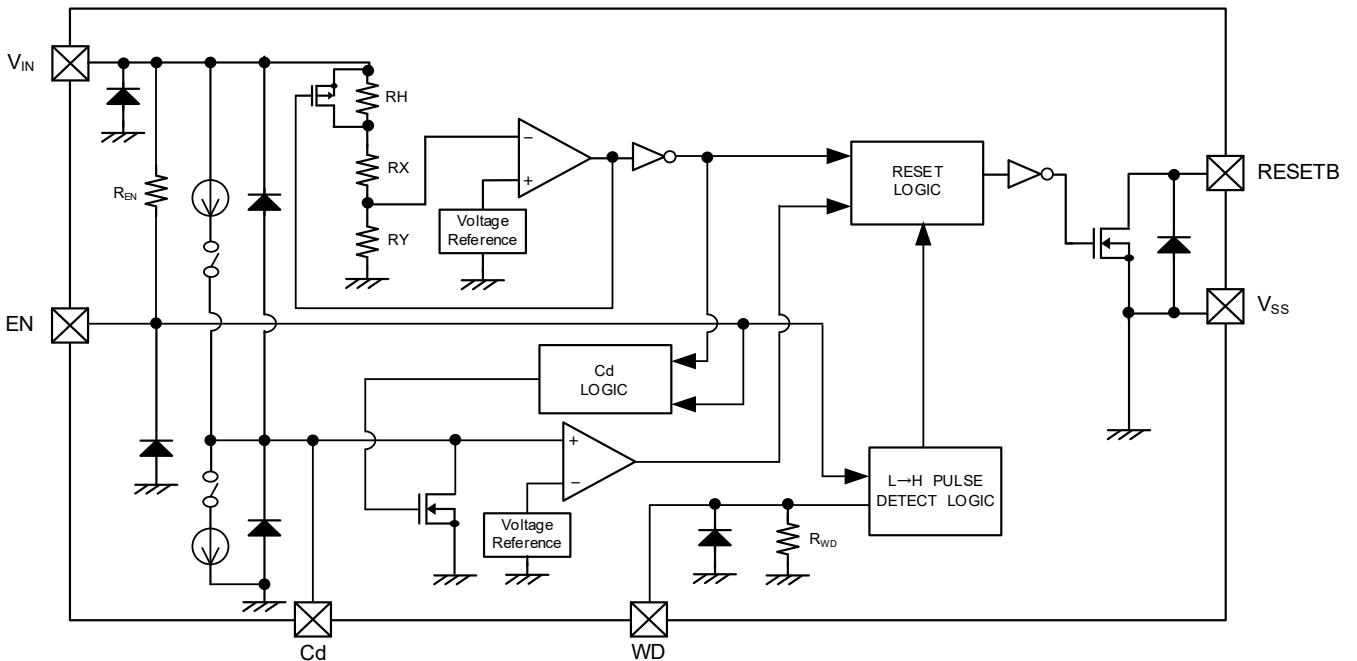 VIN
RH
RX
RY
REN
−
+
Voltage
Reference
RESET
LOGIC
RESETB
VSS
EN
Cd
LOGIC
+
−
Voltage
Reference
L→H PULSE
DETECT LOGIC
RWD
Cd
WD